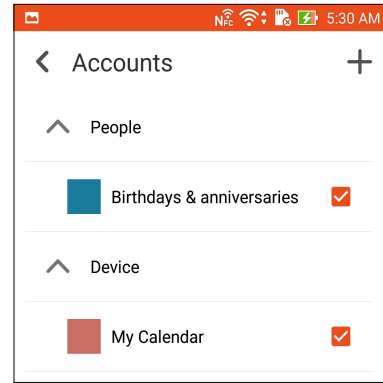 NFC 5:30 AM
Accounts
People
Birthdays & anniversaries
Device
My Calendar